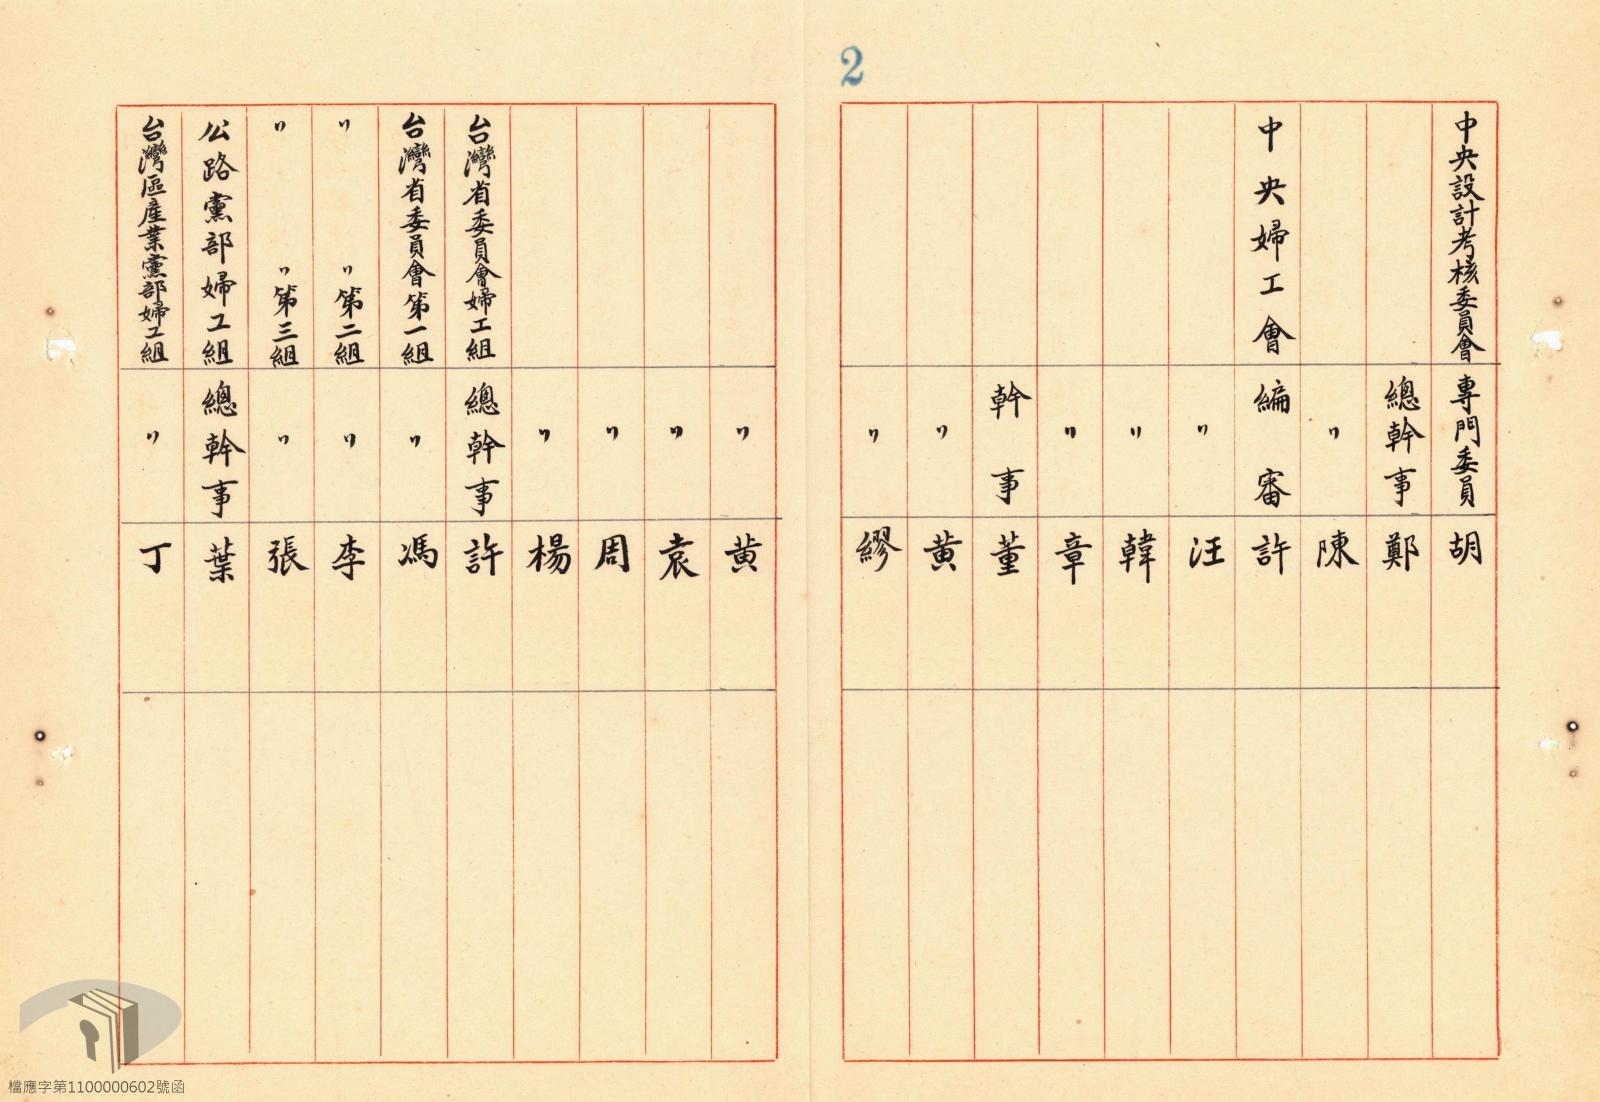 2
中央設計考核委員會 專門委員 胡
總幹事 鄭
〃 陳
中央婦工會 編審 許
〃 汪
〃 韓
〃 章
幹事 董
〃 黃
〃 繆
〃 黃
〃 袁
〃 周
〃 楊
台灣省委員會婦工組 總幹事 許
台灣省委員會第一組 〃 馮
〃 〃第二組 〃 李
〃 〃第三組 〃 張
公路黨部婦工組 總幹事 葉
台灣區產業黨部婦工組 〃 丁
檔應字第1100000602號函